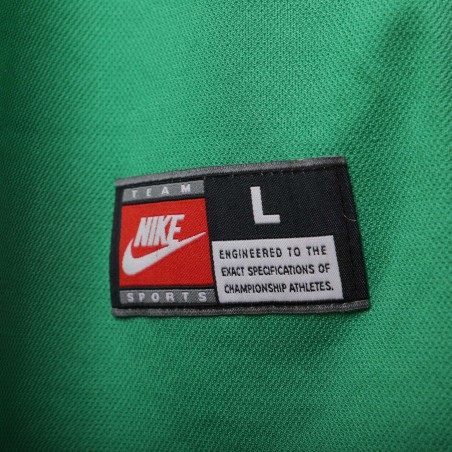 TEAM
NIKE
SPORTS
L
ENGINEERED TO THE
EXACT SPECIFICATIONS OF
CHAMPIONSHIP ATHLETES.